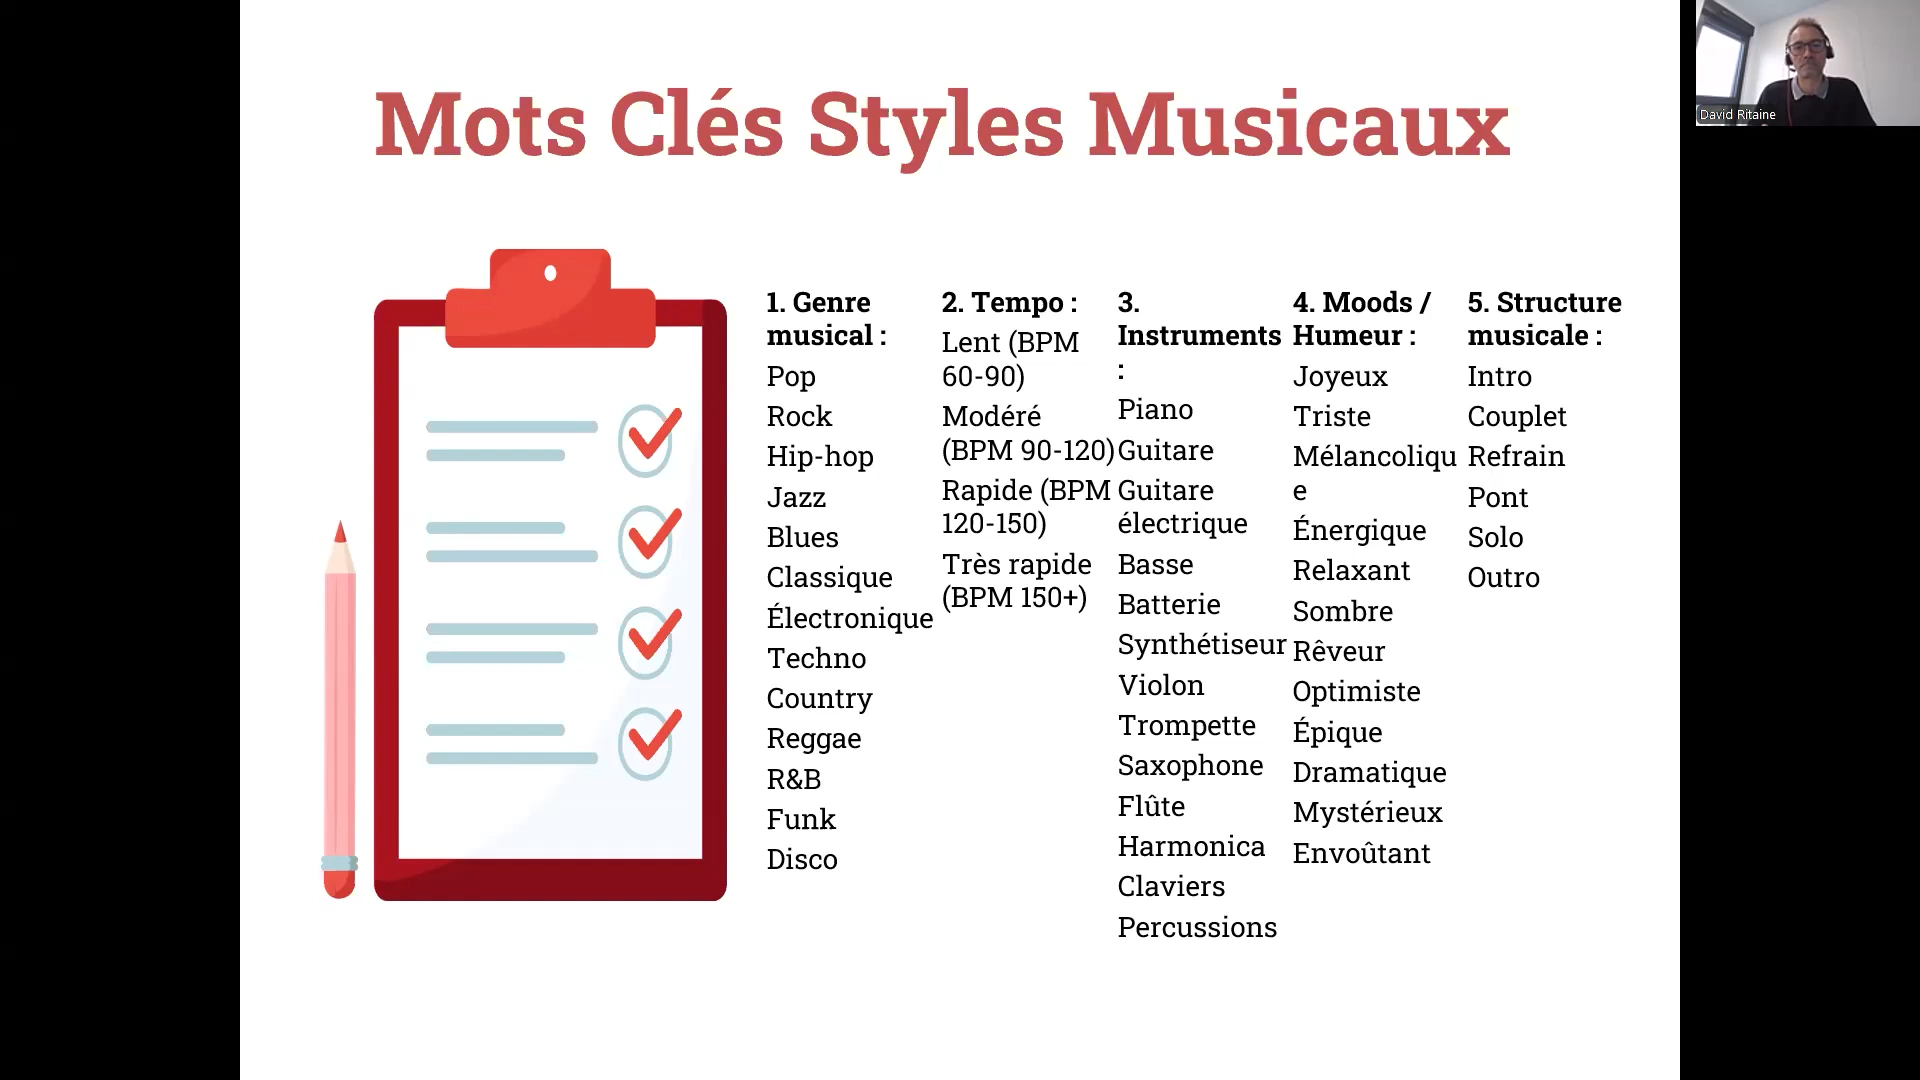 Mots Clés Styles Musicaux
1. Genre
musical :
Pop
Rock
Hip-hop
Jazz
Blues
Classique
Électronique
Techno
Country
Reggae
R&B
Funk
Disco
2. Tempo :
Lent (BPM
60-90)
Modéré
(BPM 90-120)
Rapide (BPM
120-150)
Très rapide
(BPM 150+)
3.
Instruments
:
Piano
Guitare
Guitare
électrique
Basse
Batterie
Synthétiseur
Violon
Trompette
Saxophone
Flûte
Harmonica
Claviers
Percussions
4. Moods /
Humeur :
Joyeux
Triste
Mélancoliqu
e
Énergique
Relaxant
Sombre
Rêveur
Optimiste
Épique
Dramatique
Mystérieux
Envoûtant
5. Structure
musicale :
Intro
Couplet
Refrain
Pont
Solo
Outro
David Ritaine